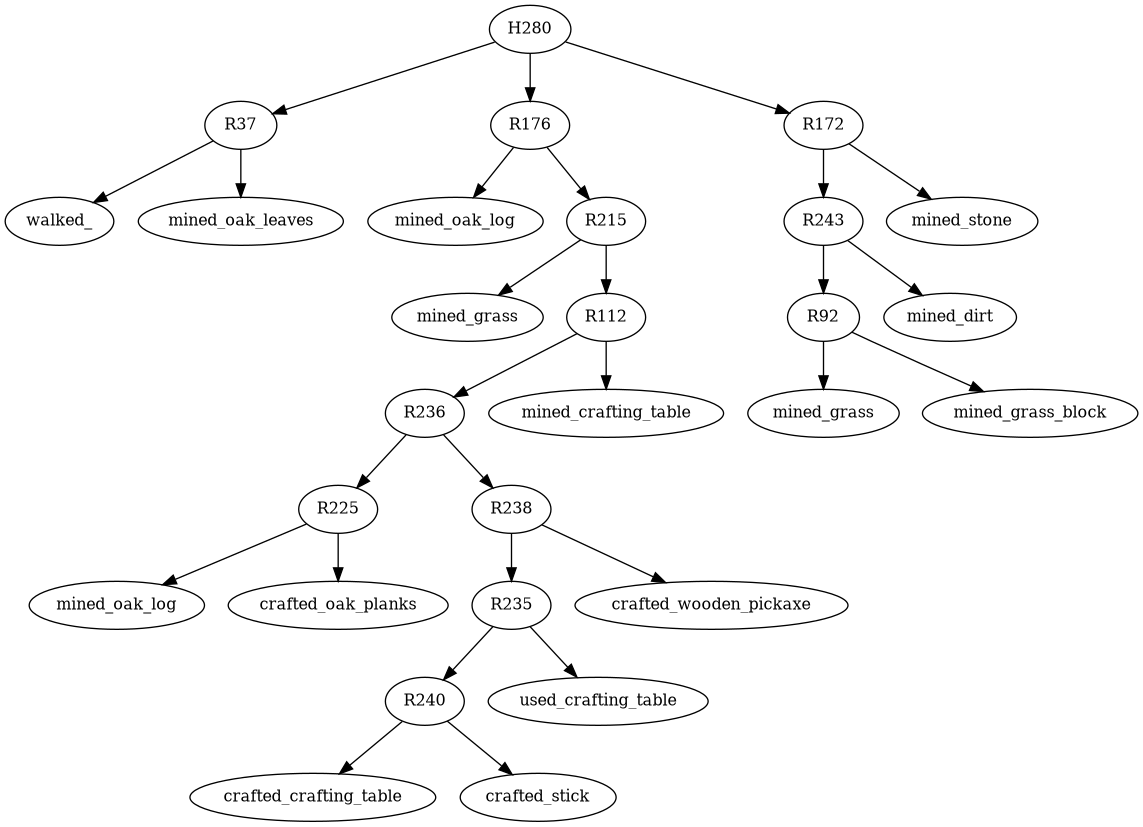 H280
R37
R176
R172
walked_
mined_oak_leaves
mined_oak_log
R215
R243
mined_stone
mined_grass
R112
R92
mined_dirt
R236
mined_crafting_table
mined_grass
mined_grass_block
R225
R238
mined_oak_log
crafted_oak_planks
R235
crafted_wooden_pickaxe
R240
used_crafting_table
crafted_crafting_table
crafted_stick